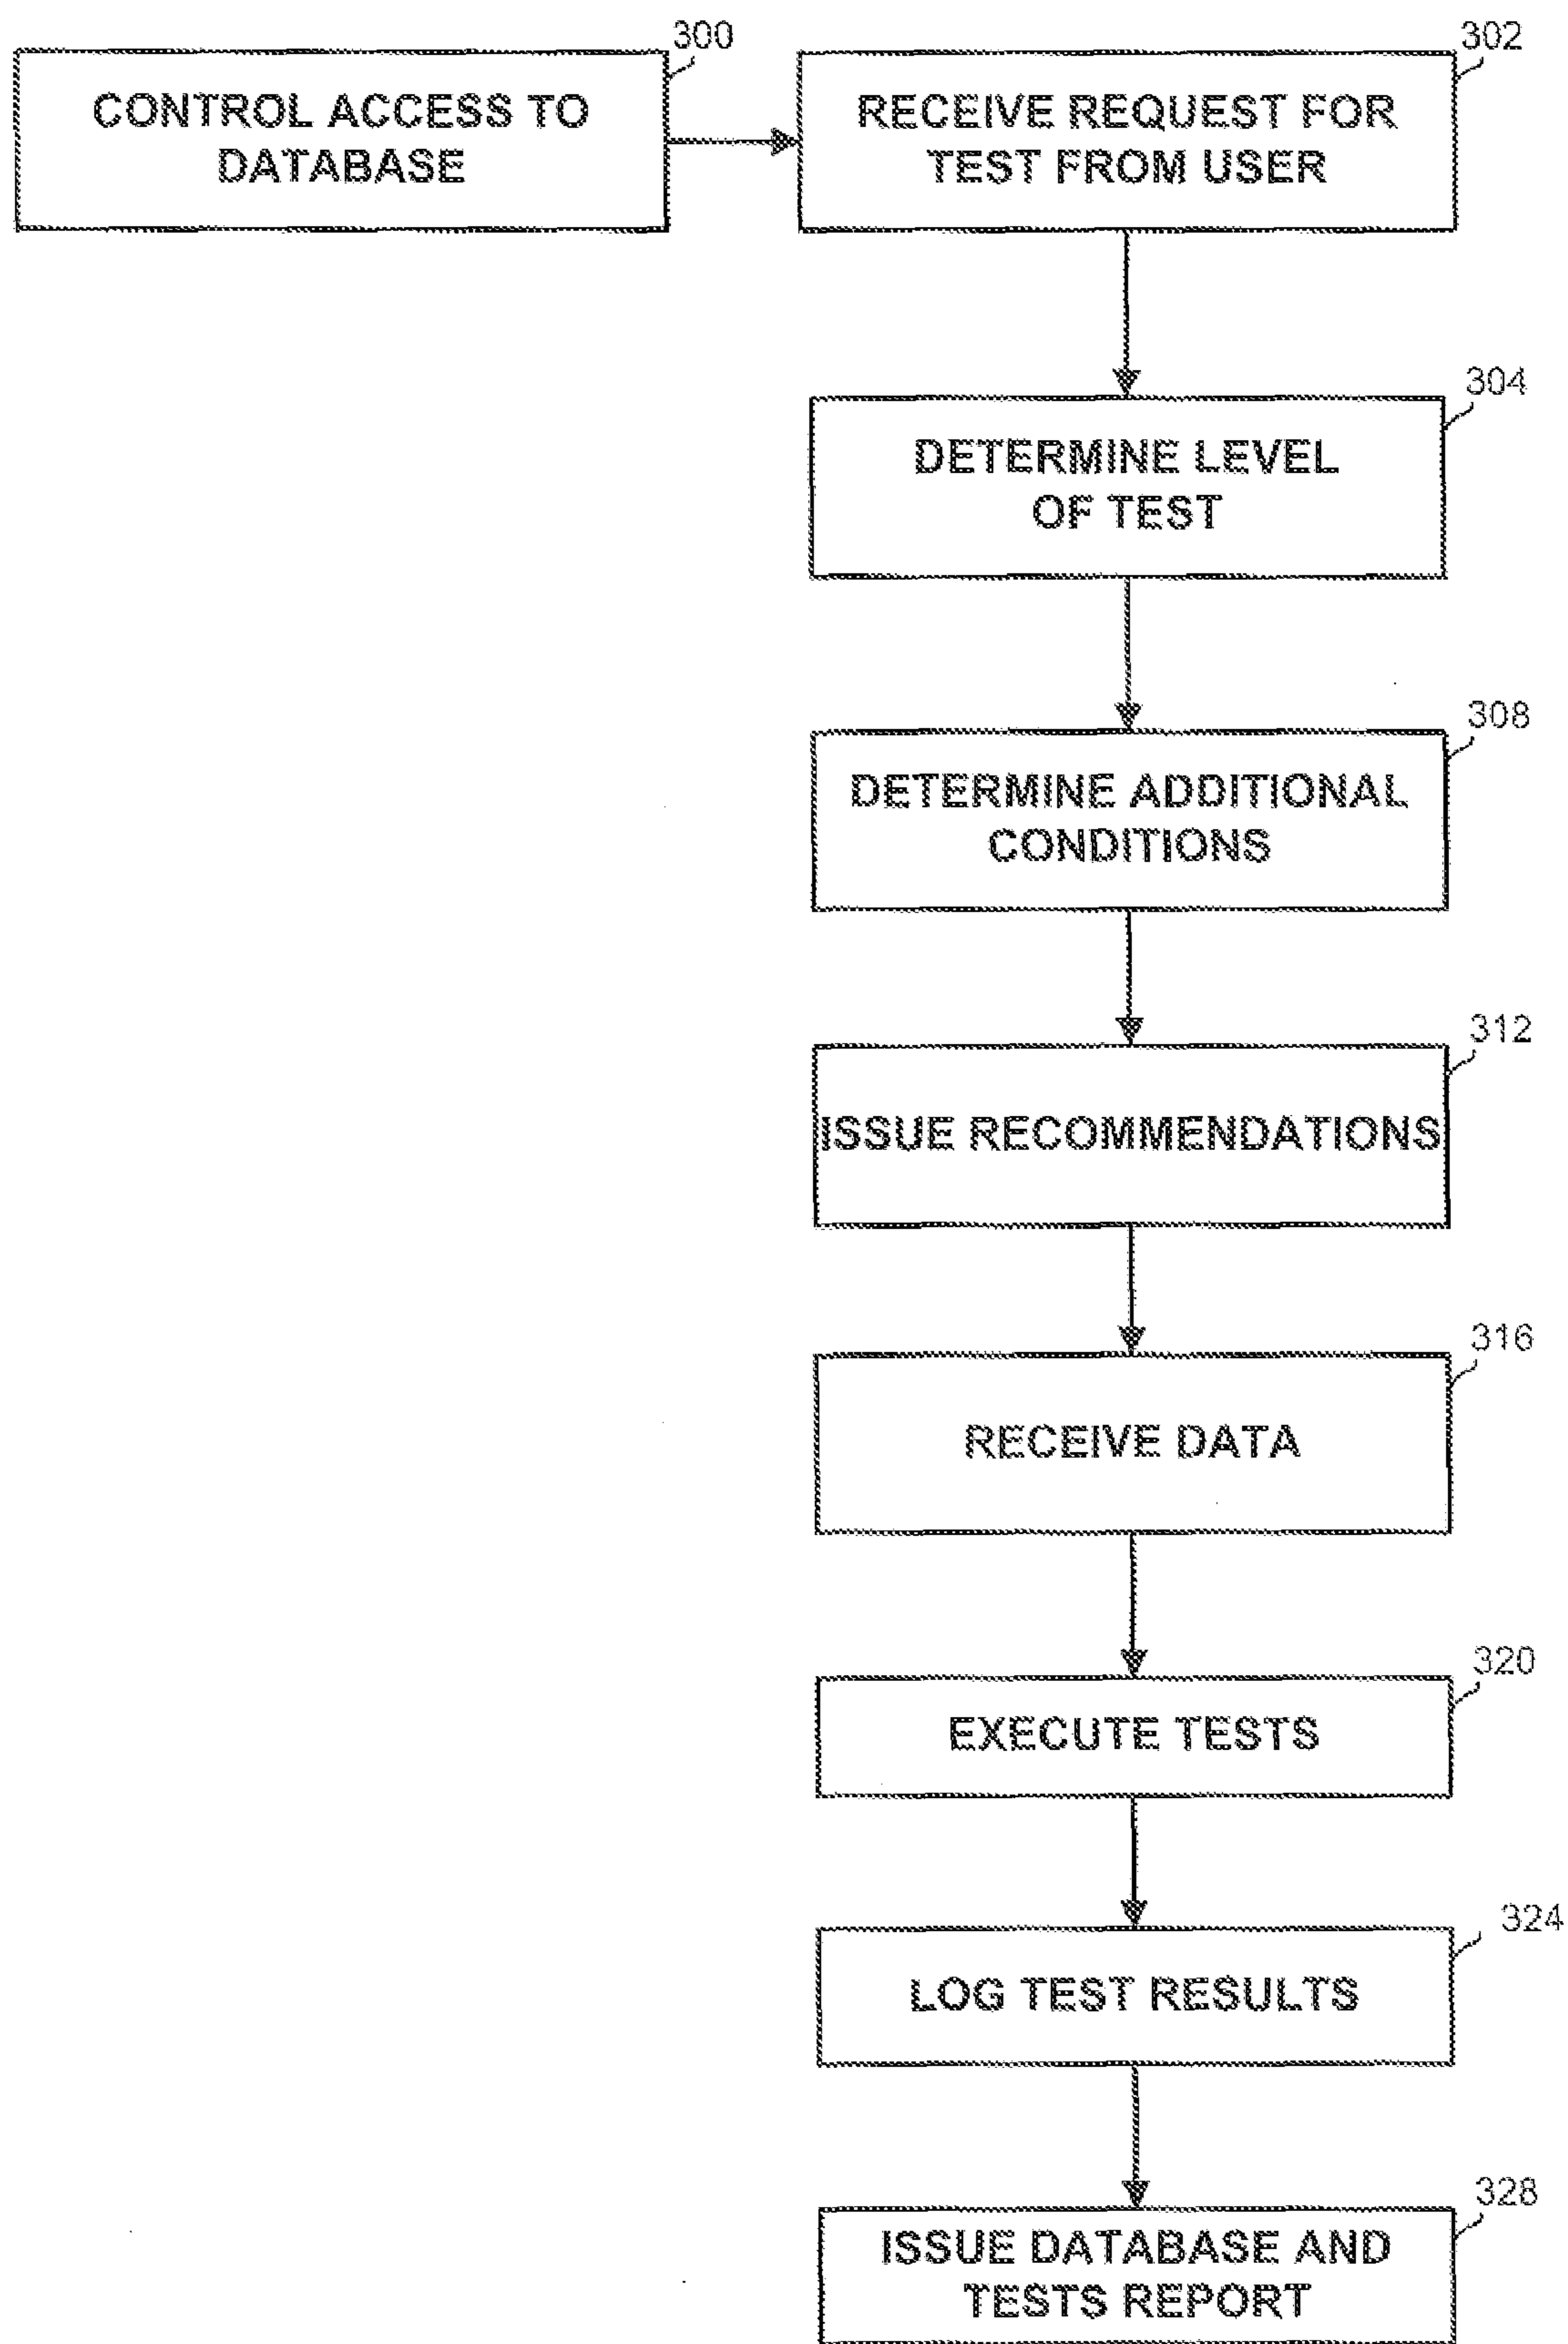 300
CONTROL ACCESS TO
DATABASE
302
RECEIVE REQUEST FOR
TEST FROM USER
304
DETERMINE LEVEL
OF TEST
308
DETERMINE ADDITIONAL
CONDITIONS
312
ISSUE RECOMMENDATIONS
316
RECEIVE DATA
320
EXECUTE TESTS
324
LOG TEST RESULTS
328
ISSUE DATABASE AND
TESTS REPORT